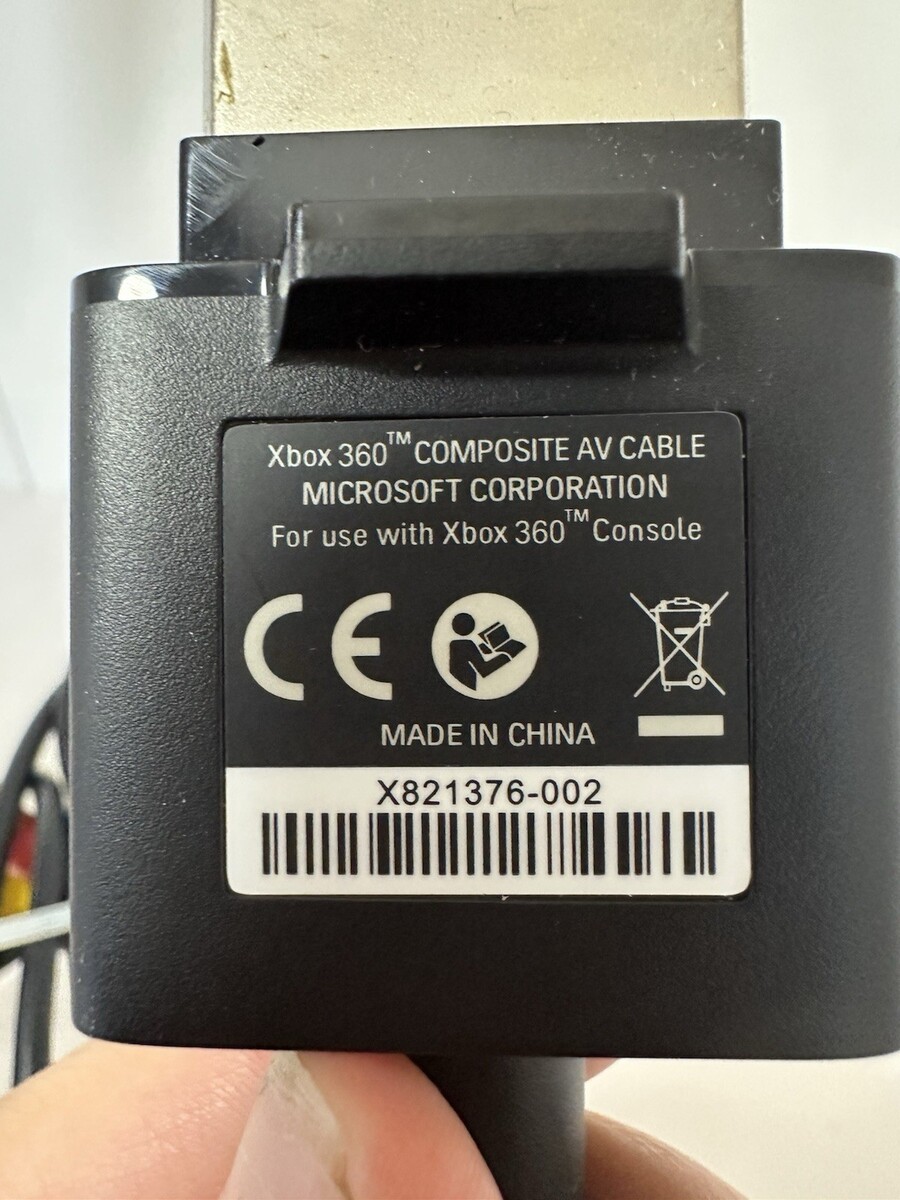 Xbox 360™ COMPOSITE AV CABLE
MICROSOFT CORPORATION
For use with Xbox 360™ Console
CE
MADE IN CHINA
X821376-002